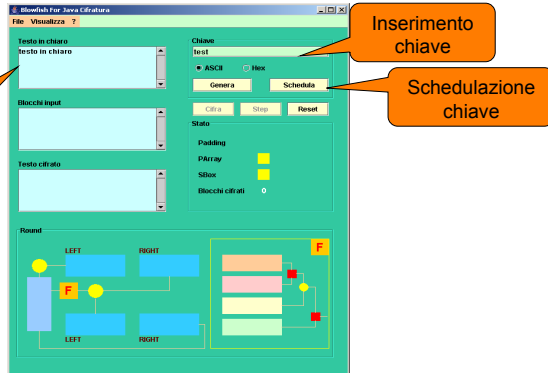 Blowfish For Java Cifratura
File Visualizza ?
Testo in chiaro
testo in chiaro
Blocchi input
Testo cifrato
Chiave
test
ASCII Hex
Genera Schedula
Cifra Step Reset
Stato
Padding
PArray
SBox
Blocchi cifrati 0
Round
LEFT RIGHT
F
F
LEFT RIGHT
Inserimento
chiave
Schedulazione
chiave